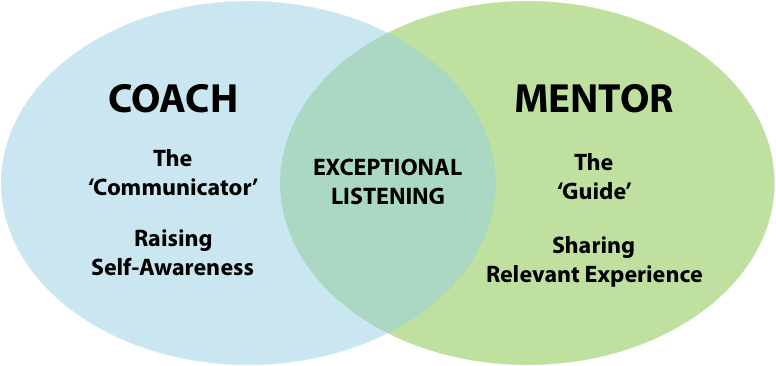 COACH
The
‘Communicator’
Raising
Self-Awareness
EXCEPTIONAL
LISTENING
MENTOR
The
‘Guide’
Sharing
Relevant Experience